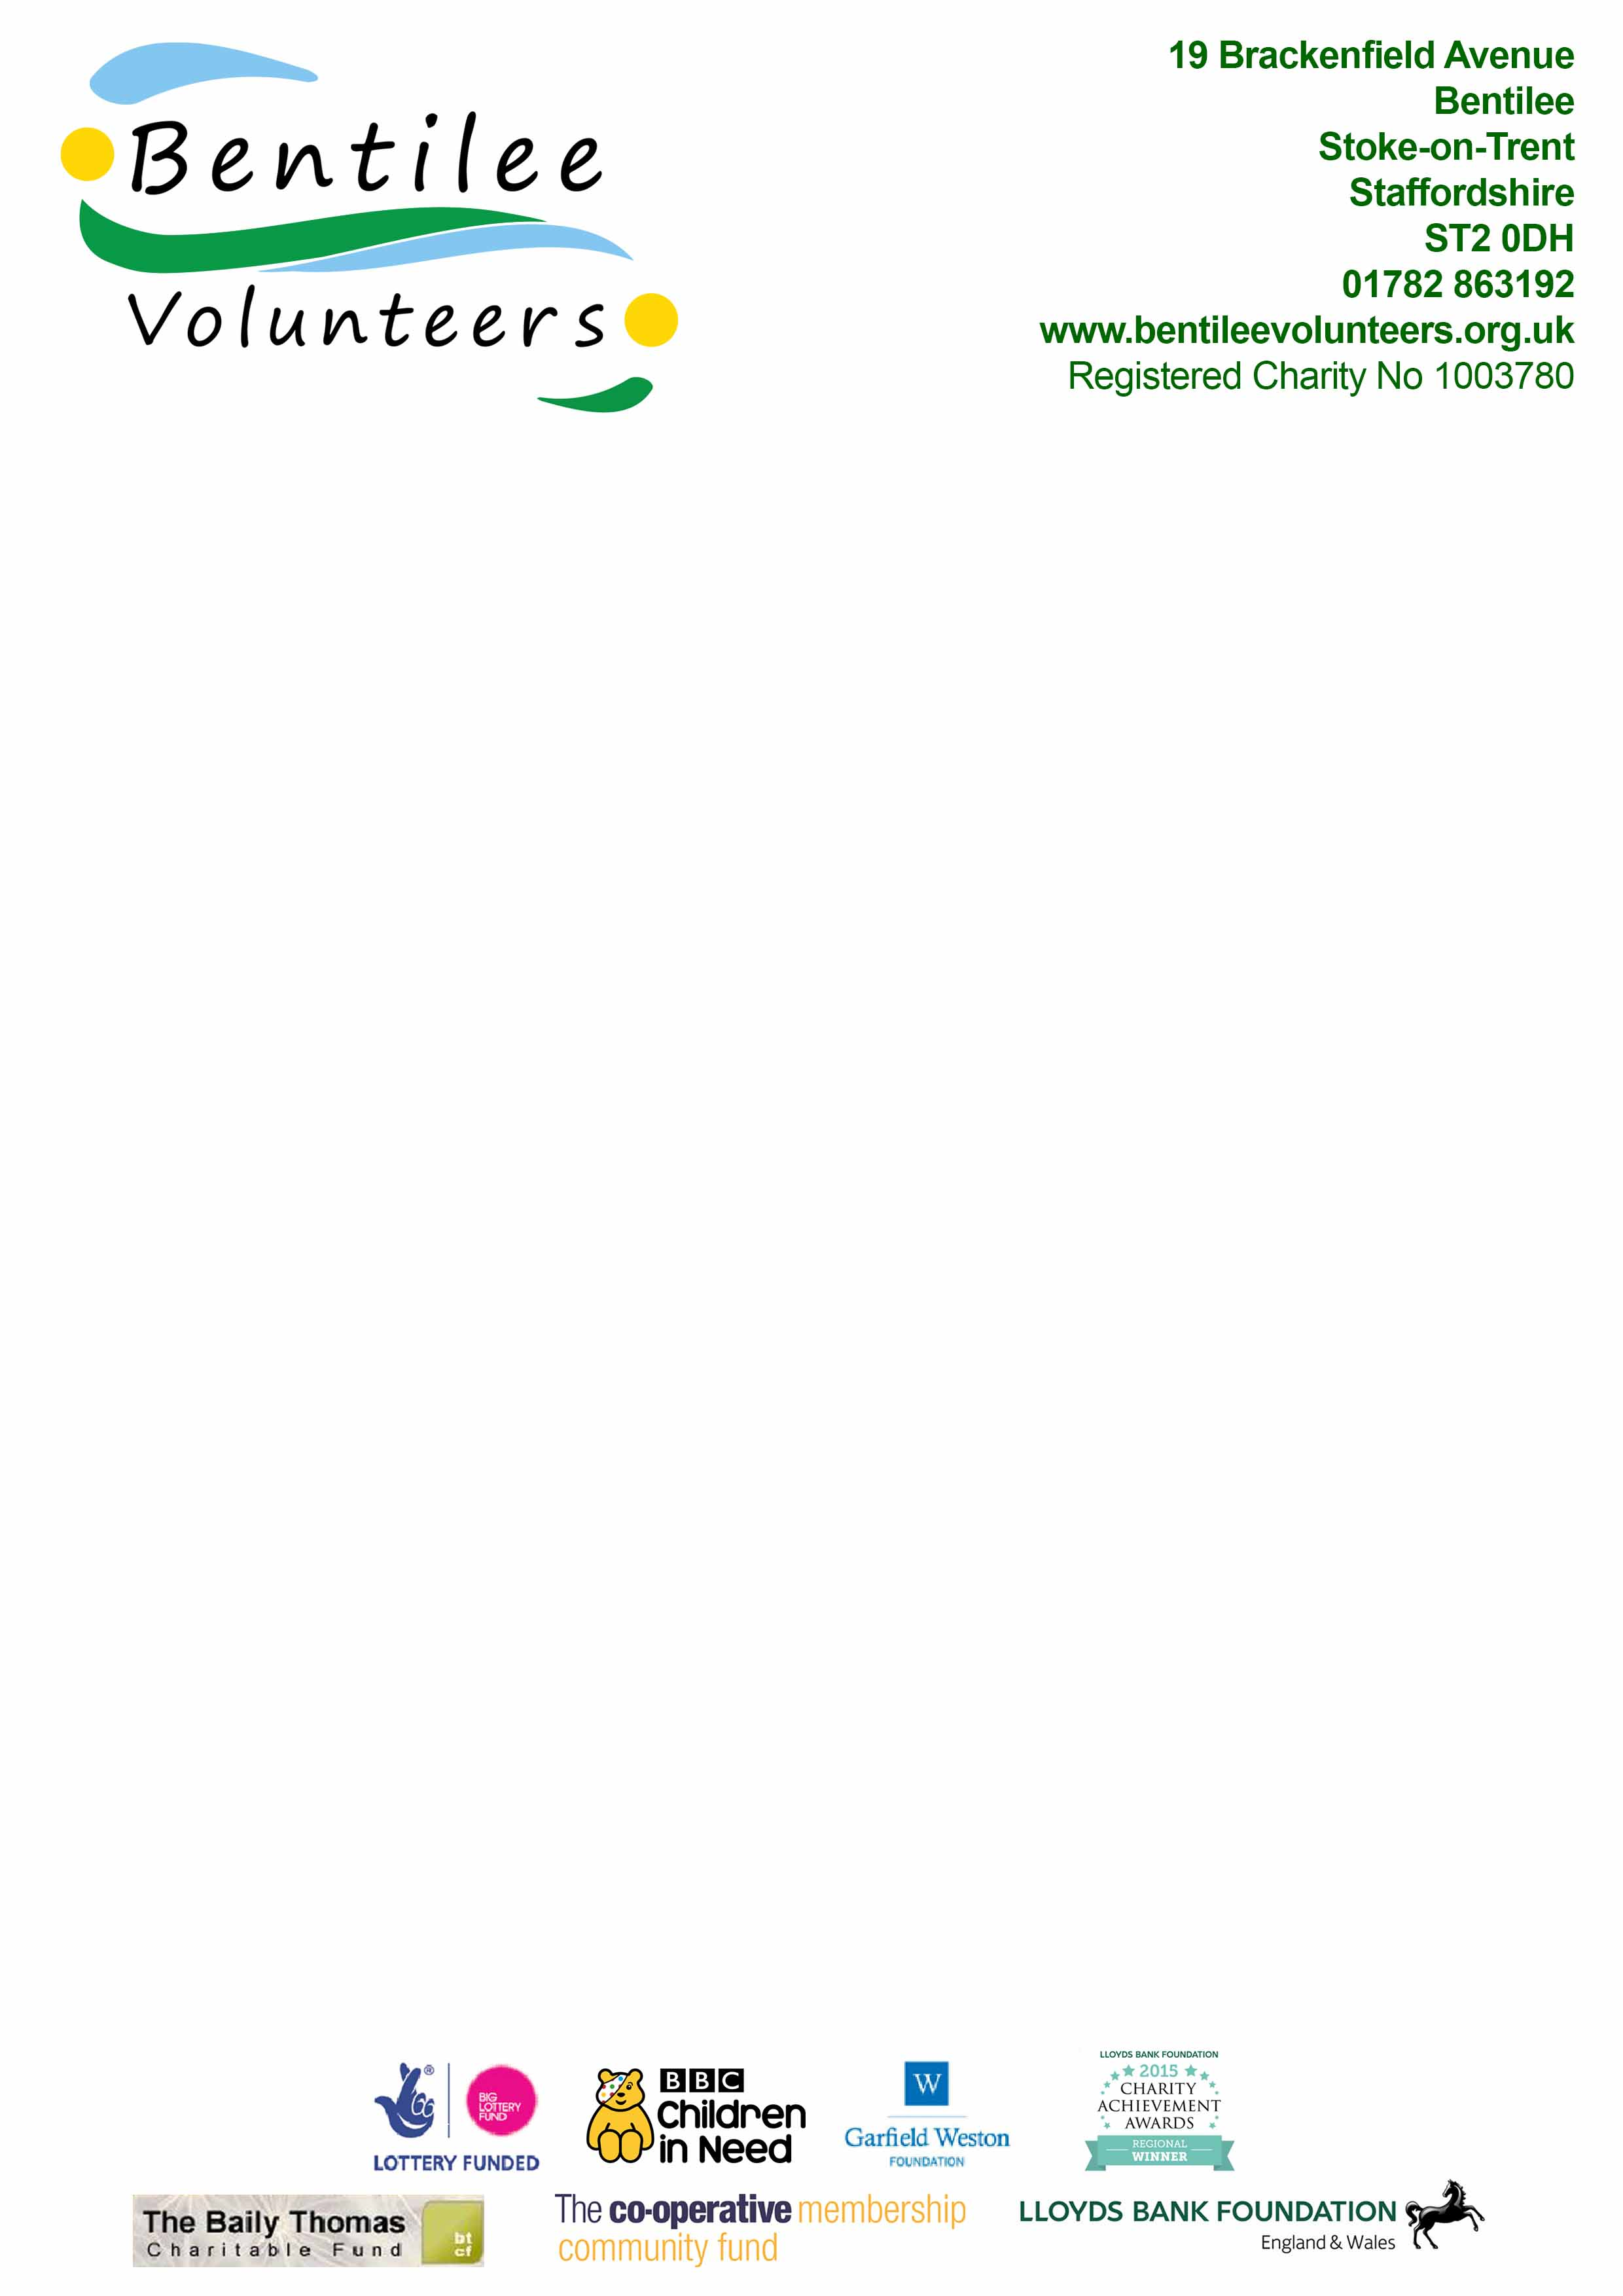 Bentilee
Volunteers
19 Brackenfield Avenue
Bentilee
Stoke-on-Trent
Staffordshire
ST2 0DH
01782 863192
www.bentileevolunteers.org.uk
Registered Charity No 1003780
®
BIG
LOTTERY
FUND
LOTTERY FUNDED
BBC
Children
in Need
W
Garfield Weston
FOUNDATION
LLOYDS BANK FOUNDATION
2015
CHARITY
ACHIEVEMENT
AWARDS
REGIONAL
WINNER
The Baily Thomas
Charitable Fund
bt
cf
The co-operative membership
community fund
LLOYDS BANK FOUNDATION
England & Wales